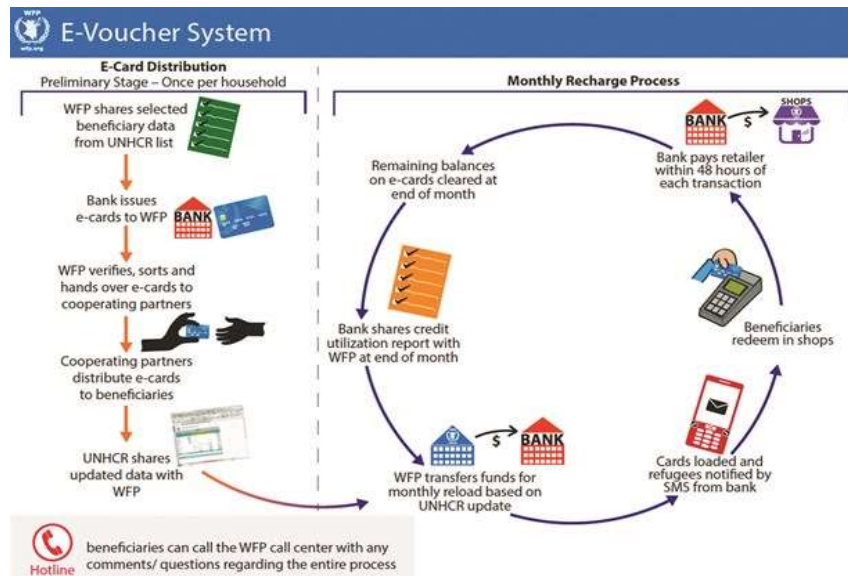 WFP
wfp.org
E-Voucher System
E-Card Distribution
Preliminary Stage – Once per household
WFP shares selected
beneficiary data
from UNHCR list
Bank issues
e-cards to WFP
BANK
WFP verifies, sorts and
hands over e-cards to
cooperating partners
Cooperating partners
distribute e-cards
to beneficiaries
UNHCR shares
updated data with
WFP
Hotline
beneficiaries can call the WFP call center with any
comments/ questions regarding the entire process
Monthly Recharge Process
BANK
$
SHOPS
Bank pays retailer
within 48 hours of
each transaction
Remaining balances
on e-cards cleared at
end of month
Bank shares credit
utilization report with
WFP at end of month
$
BANK
WFP transfers funds for
monthly reload based on
UNHCR update
Cards loaded and
refugees notified by
SMS from bank
Beneficiaries
redeem in shops